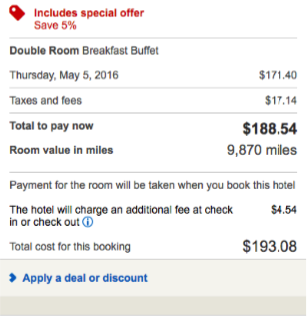 Includes special offer
Save 5%
Double Room Breakfast Buffet
Thursday, May 5, 2016 $171.40
Taxes and fees $17.14
Total to pay now $188.54
Room value in miles 9,870 miles
Payment for the room will be taken when you book this hotel
The hotel will charge an additional fee at check $4.54
in or check out
Total cost for this booking $193.08
Apply a deal or discount